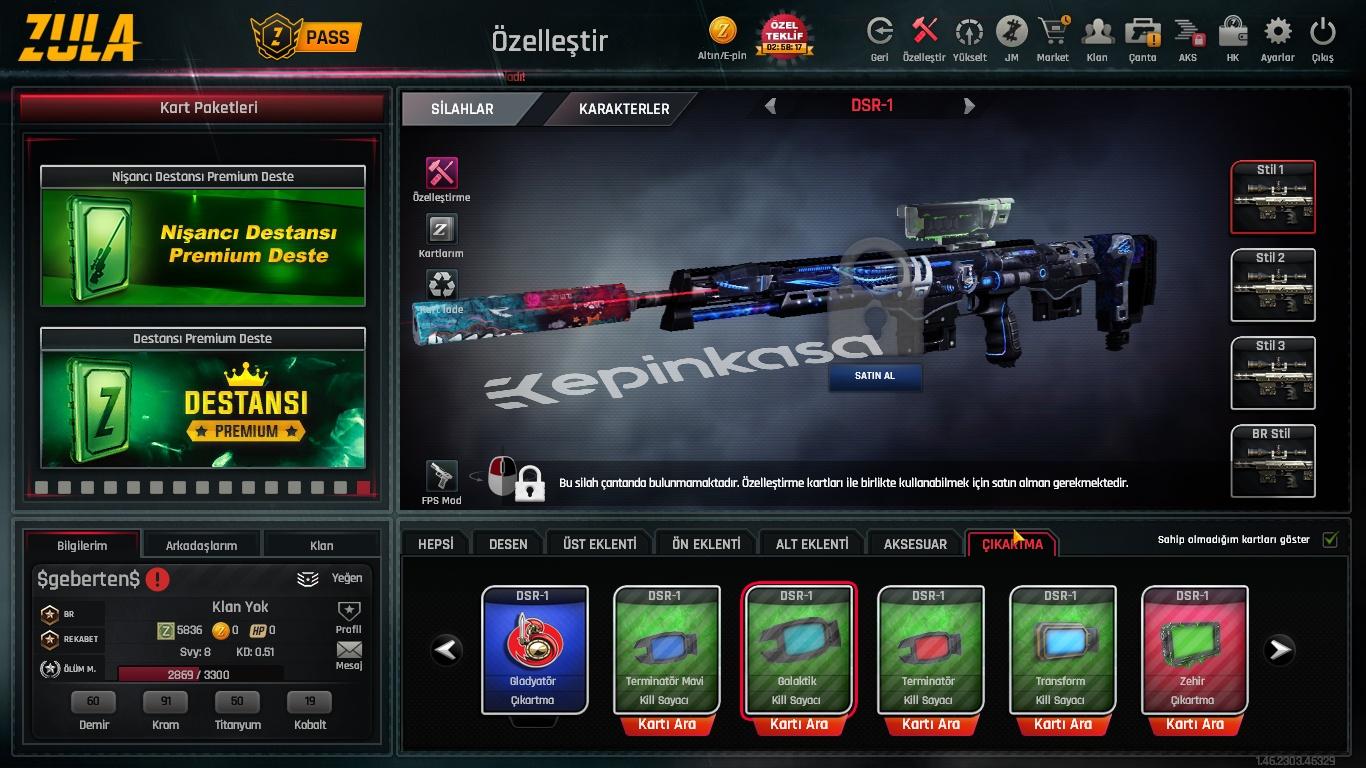 ZULA
PASS
Özelleştir
Altın/E-pin
ÖZEL
TEKLİF
02:58:17
Geri
Özelleştir
Yükselt
JM
Market
Klan
Çanta
AKS
HK
Ayarlar
Çıkış
Kart Paketleri
Nişancı Destansı Premium Deste
Nişancı Destansı
Premium Deste
Destansı Premium Deste
DESTANSI
PREMIUM
SİLAHLAR
KARAKTERLER
DSR-1
Özelleştirme
Kartlarım
Kart İade
FPS Mod
epinkasa
SATIN AL
Bu silah çantanda bulunmamaktadır. Özelleştirme kartları ile birlikte kullanabilmek için satın alman gerekmektedir.
Stil 1
Stil 2
Stil 3
BR Stil
Bilgilerim
Arkadaşlarım
Klan
$geberten$
Yeğen
Klan Yok
BR
REKABET
ÖLÜM M.
5836
0
HP 0
Svy: 8
KD: 0.51
2869 / 3300
Profil
Mesaj
60
91
50
19
Demir
Krom
Titanyum
Kobalt
HEPSİ
DESEN
ÜST EKLENTİ
ÖN EKLENTİ
ALT EKLENTİ
AKSESUAR
ÇIKARTMA
Sahip olmadığım kartları göster
DSR-1
Gladyatör
Çıkartma
DSR-1
Terminatör Mavi
Kill Sayacı
Kartı Ara
DSR-1
Galaktik
Kill Sayacı
Kartı Ara
DSR-1
Terminatör
Kill Sayacı
Kartı Ara
DSR-1
Transform
Kill Sayacı
Kartı Ara
DSR-1
Zehir
Çıkartma
Kartı Ara
1.46.2303.46329